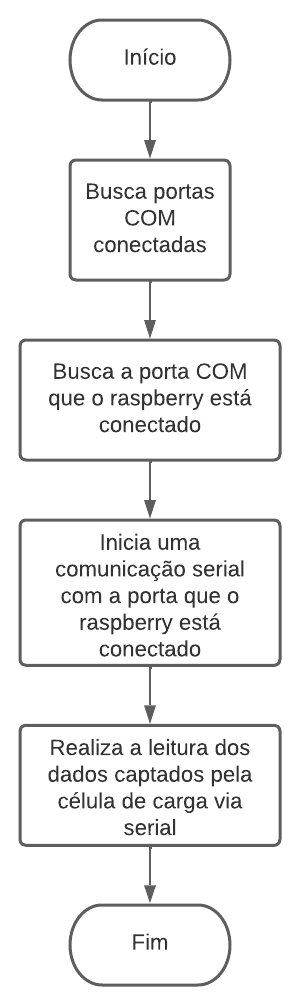 Início
Busca portas
COM
conectadas
Busca a porta COM
que o raspberry está
conectado
Inicia uma
comunicação serial
com a porta que o
raspberry está
conectado
Realiza a leitura dos
dados captados pela
célula de carga via
serial
Fim